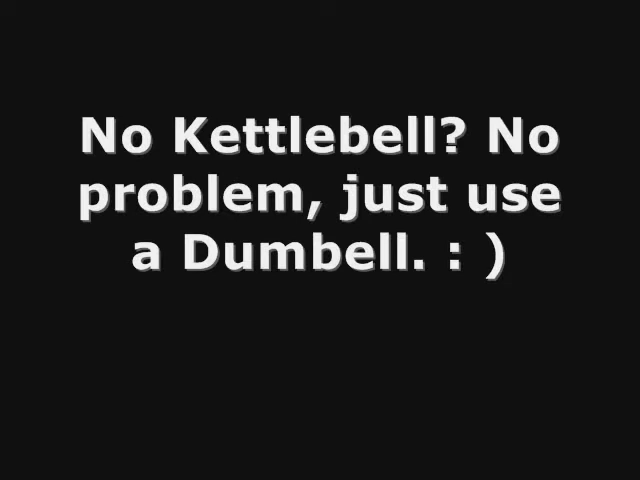 No Kettlebell? No
problem, just use
a Dumbell. : )